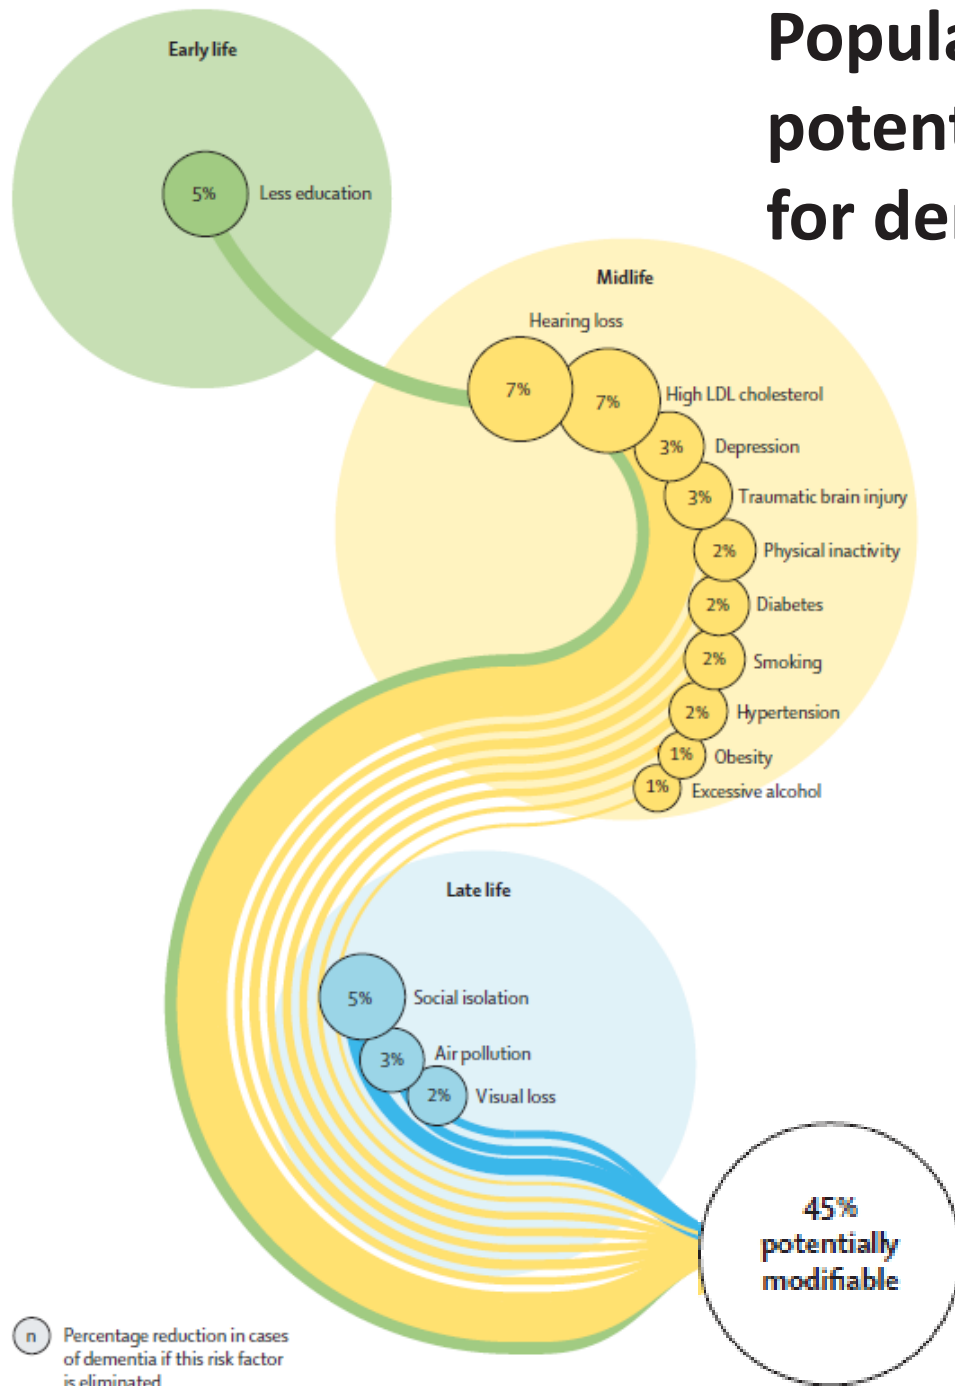 Early life
5%
Less education
Midlife
Hearing loss
7%
7%
High LDL cholesterol
3%
Depression
3%
Traumatic brain injury
2%
Physical inactivity
2%
Diabetes
2%
Smoking
2%
Hypertension
1%
Obesity
1%
Excessive alcohol
Late life
5%
Social isolation
3%
Air pollution
2%
Visual loss
45%
potentially
modifiable
n
Percentage reduction in cases
of dementia if this risk factor
is eliminated
for